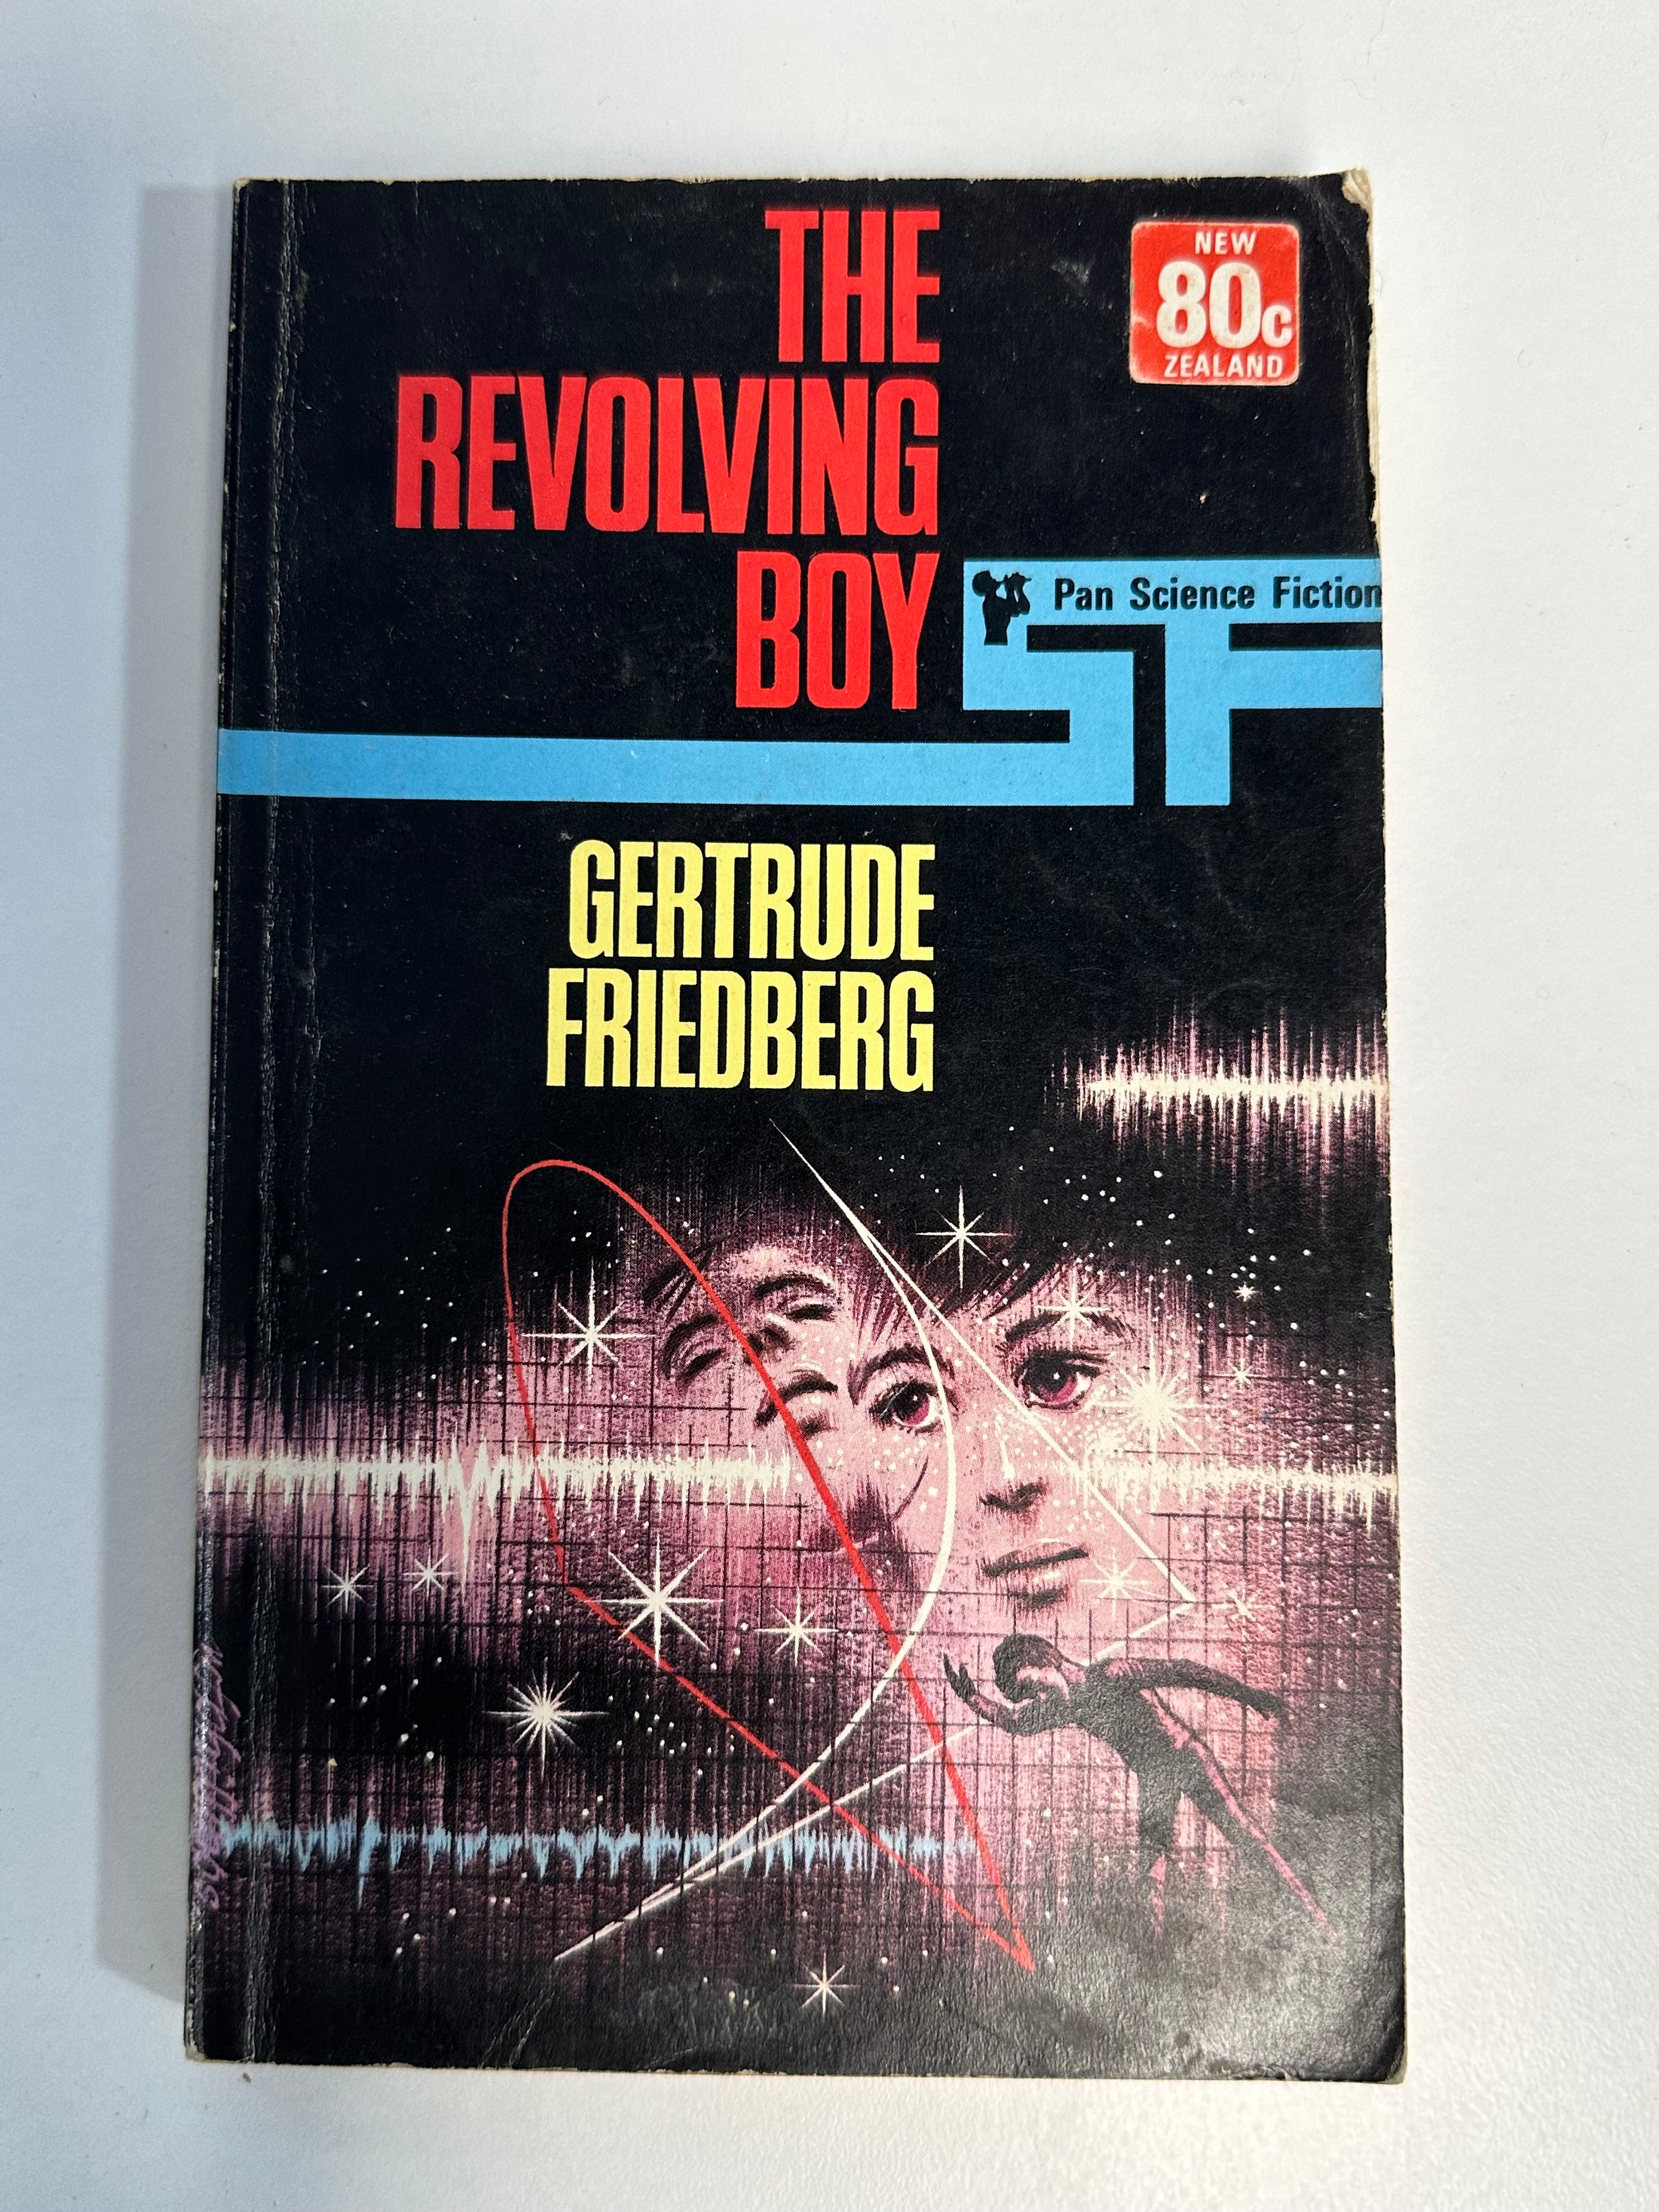 THE
REVOLVING
BOY
NEW
80c
ZEALAND
Pan Science Fiction
SF
GERTRUDE
FRIEDBERG